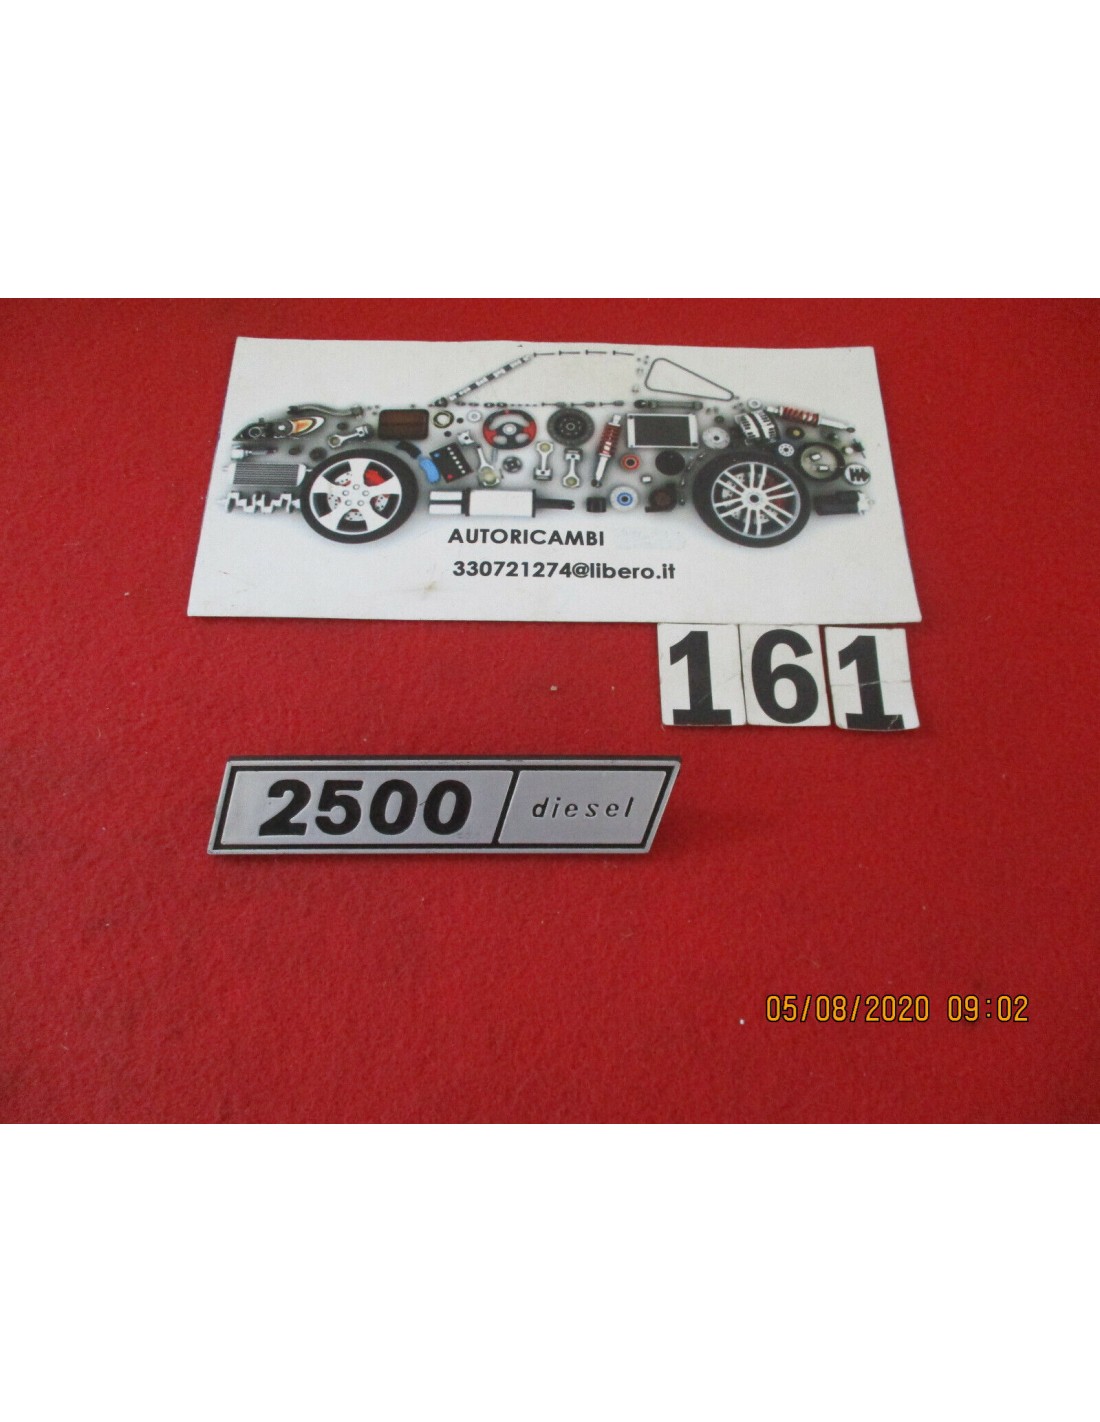 AUTORICAMBI
330721274@libero.it
161
2500 diesel
05/08/2020 09:02